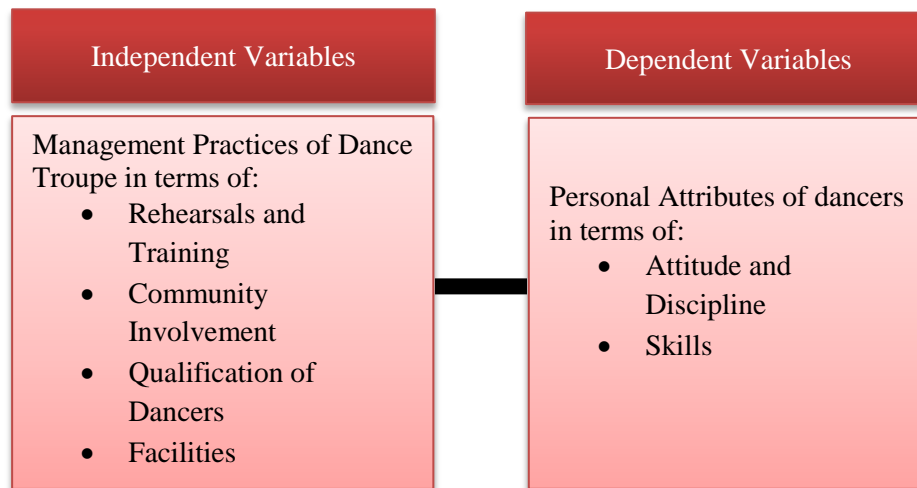 Independent Variables
Dependent Variables
Management Practices of Dance
Troupe in terms of:
• Rehearsals and
Training
• Community
Involvement
• Qualification of
Dancers
• Facilities
Personal Attributes of dancers
in terms of:
• Attitude and
Discipline
• Skills